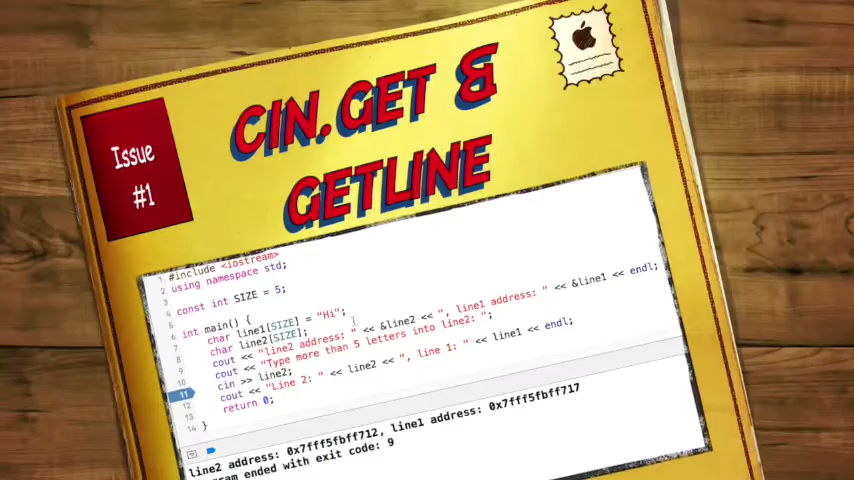 Issue
#1
CIN.GET &
GETLINE
1 #include <iostream>
2 using namespace std;
3
4 const int SIZE = 5;
5
6 int main() {
7 char line1[SIZE] = "Hi";
8 char line2[SIZE];
9 cout << "line2 address: " << &line2 << ", line1 address: " << &line1 << endl;
10 cout << "Type more than 5 letters into line2: ";
11 cin >> line2;
12 cout << "Line 2: " << line2 << ", line 1: " << line1 << endl;
13 return 0;
14 }
line2 address: 0x7fff5fbff712, line1 address: 0x7fff5fbff717
ram ended with exit code: 9